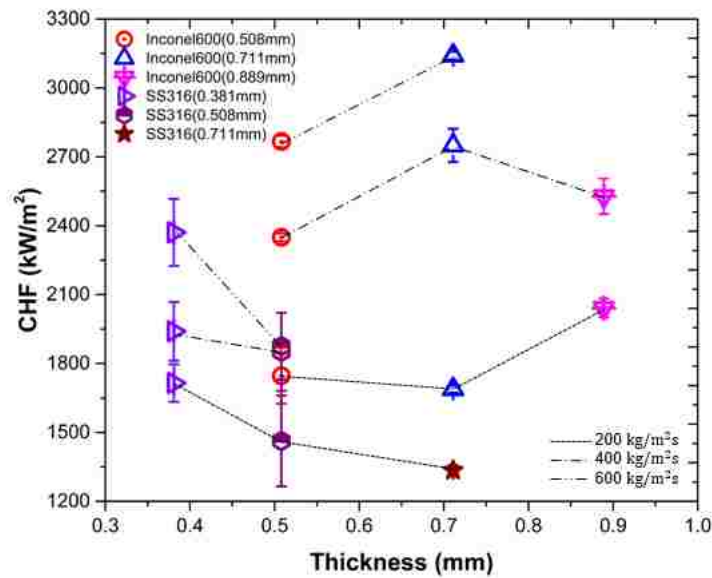 3300
3000
2700
2400
2100
1800
1500
1200
CHF (kW/m²)
Inconel600(0.508mm)
Inconel600(0.711mm)
Inconel600(0.889mm)
SS316(0.381mm)
SS316(0.508mm)
SS316(0.711mm)
200 kg/m²s
400 kg/m²s
600 kg/m²s
0.3 0.4 0.5 0.6 0.7 0.8 0.9 1.0
Thickness (mm)